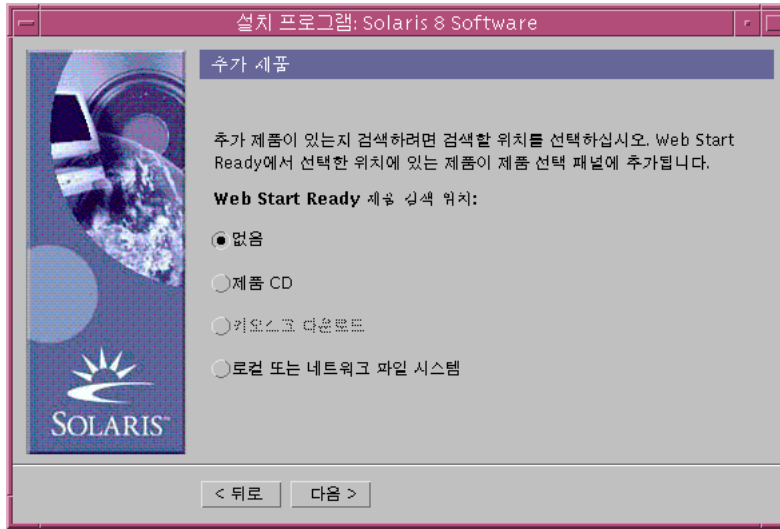 설치 프로그램: Solaris 8 Software
추가 제품
추가 제품이 있는지 검색하려면 검색할 위치를 선택하십시오. Web Start
Ready에서 선택한 위치에 있는 제품이 제품 선택 패널에 추가됩니다.
Web Start Ready 제품 검색 위치:
없음
제품 CD
키오스크 다운로드
로컬 또는 네트워크 파일 시스템
SOLARIS™
< 뒤로
다음 >